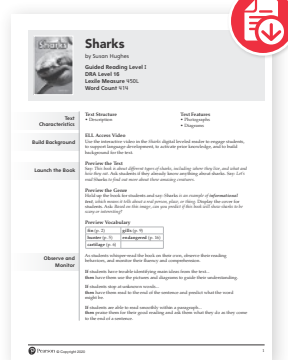 Sharks
Sharks
by Susan Hughes
Guided Reading Level I
DRA Level 16
Lexile Measure 450L
Word Count 414
Text
Characteristics
Text Structure
• Description
Text Features
• Photographs
• Diagrams
Build Background
ELL Access Video
Use the interactive video in the Sharks digital leveled reader to engage students,
to support language development, to activate prior knowledge, and to build
background for the text.
Launch the Book
Preview the Text
Say: This book is about different types of sharks, including where they live, and what and
how they eat. Ask students if they already know anything about sharks. Say: Let's
read Sharks to find out more about these amazing creatures.
Preview the Genre
Hold up the book for students and say: Sharks is an example of informational
text, which means it tells about a real person, place, or thing. Display the cover for
students. Ask: Based on this image, can you predict if this book will show sharks to be
scary or interesting?
Preview Vocabulary
fin (p. 2)
gills (p. 9)
hunter (p. 5)
endangered (p. 16)
cartilage (p. 6)
Observe and
Monitor
As students whisper-read the book on their own, observe their reading
behaviors, and monitor their fluency and comprehension.
If students have trouble identifying main ideas from the text...
then have them use the pictures and diagrams to guide their understanding.
If students stop at unknown words...
then have them read to the end of the sentence and predict what the word
might be.
If students are able to read smoothly within a paragraph...
then praise them for their good reading and ask them what they do as they come
to the end of a sentence.
Pearson © Copyright 2020
1